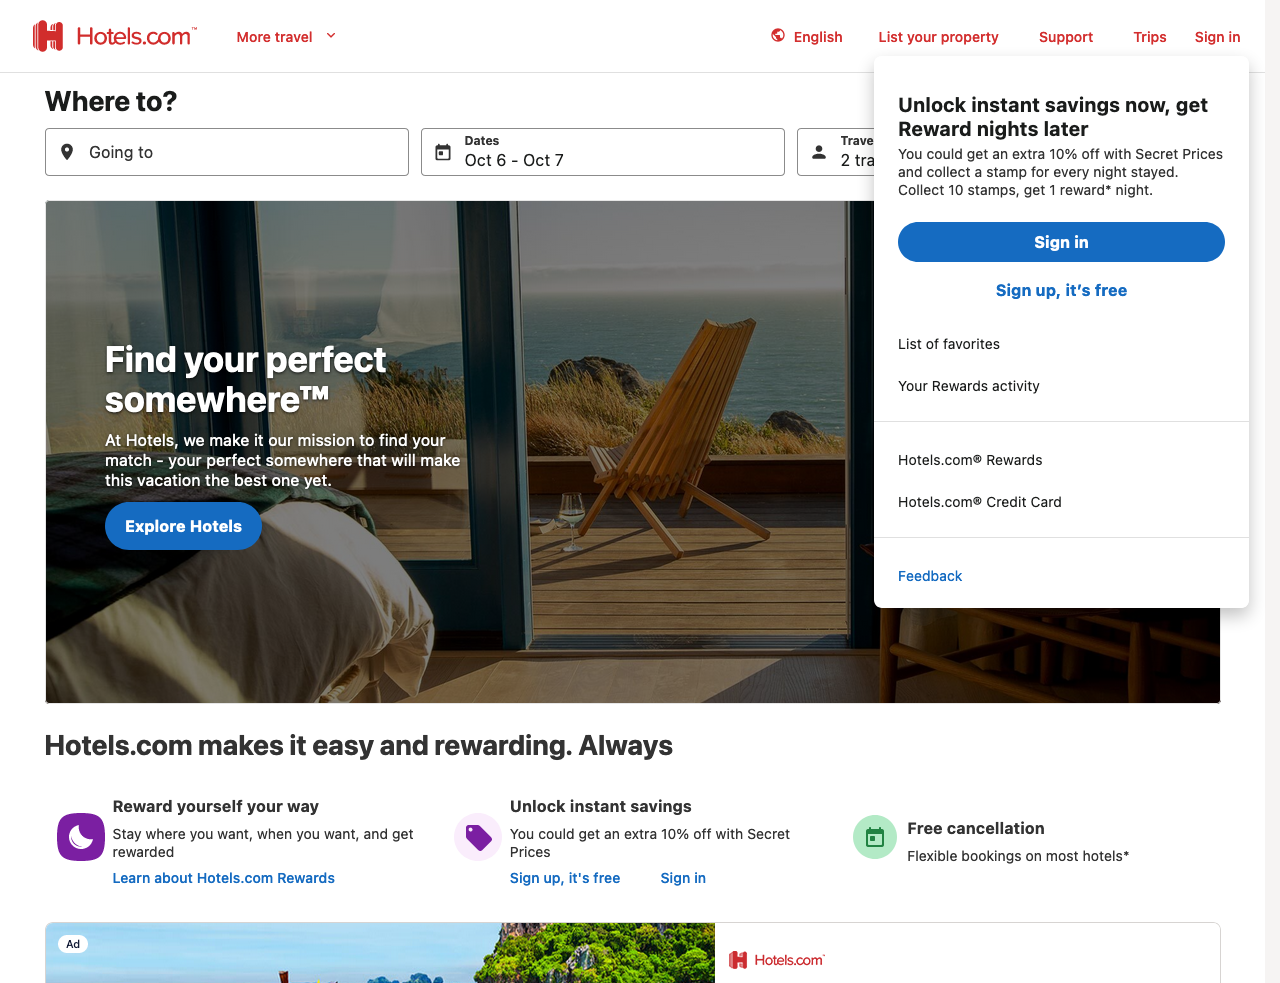 Hotels.com™
More travel
English
List your property
Support
Trips
Sign in
Where to?
Going to
Dates
Oct 6 - Oct 7
Trave
2 tra
Unlock instant savings now, get
Reward nights later
You could get an extra 10% off with Secret Prices
and collect a stamp for every night stayed.
Collect 10 stamps, get 1 reward* night.
Sign in
Sign up, it’s free
List of favorites
Your Rewards activity
Hotels.com® Rewards
Hotels.com® Credit Card
Feedback
Find your perfect
somewhere™
At Hotels, we make it our mission to find your
match - your perfect somewhere that will make
this vacation the best one yet.
Explore Hotels
Hotels.com makes it easy and rewarding. Always
Reward yourself your way
Stay where you want, when you want, and get
rewarded
Learn about Hotels.com Rewards
Unlock instant savings
You could get an extra 10% off with Secret
Prices
Sign up, it's free
Sign in
Free cancellation
Flexible bookings on most hotels*
Ad
Hotels.com